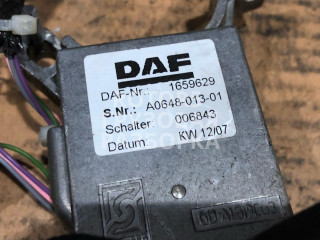 DAF
DAF-Nr.: 1659629
S.Nr.: A0648-013-01
Schalter: 006843
Datum: KW 12/07